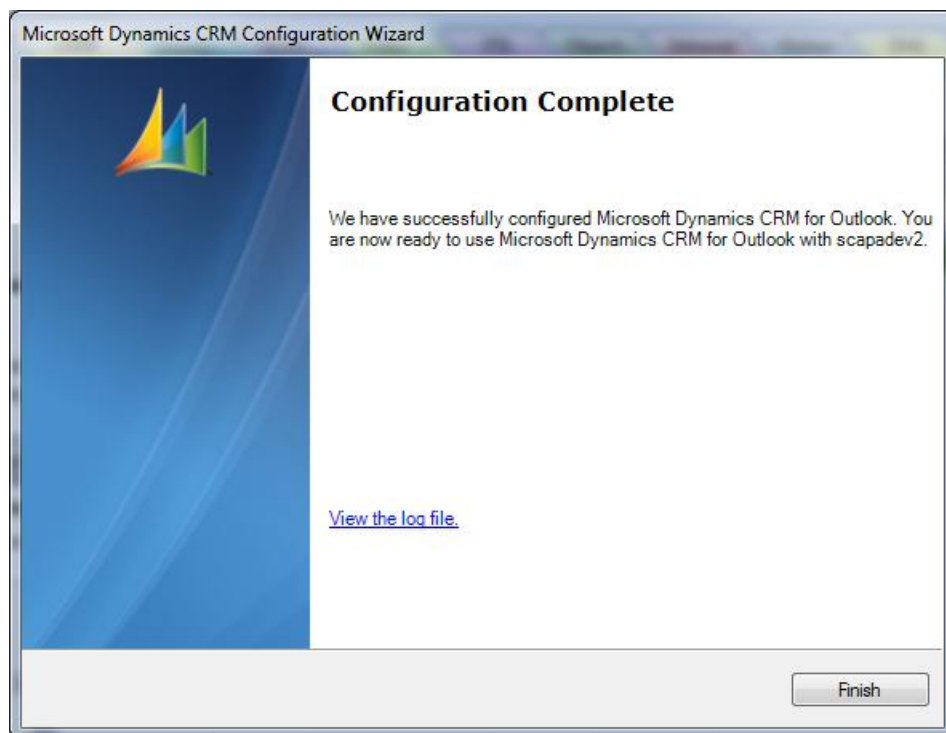 Microsoft Dynamics CRM Configuration Wizard
Configuration Complete
We have successfully configured Microsoft Dynamics CRM for Outlook. You
are now ready to use Microsoft Dynamics CRM for Outlook with scapadev2.
View the log file.
Finish